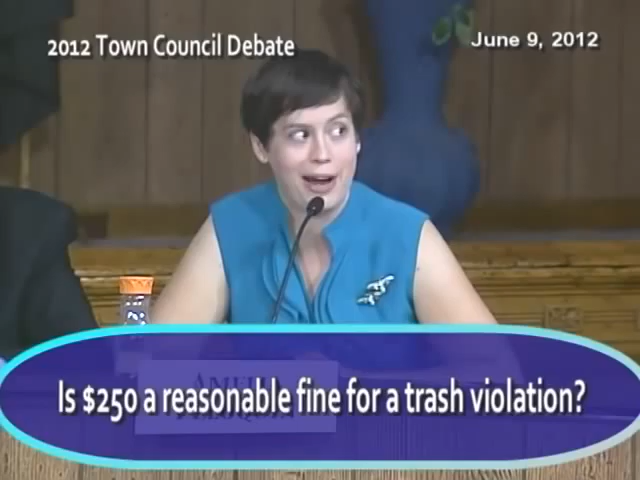 2012 Town Council Debate
June 9, 2012
Is $250 a reasonable fine for a trash violation?